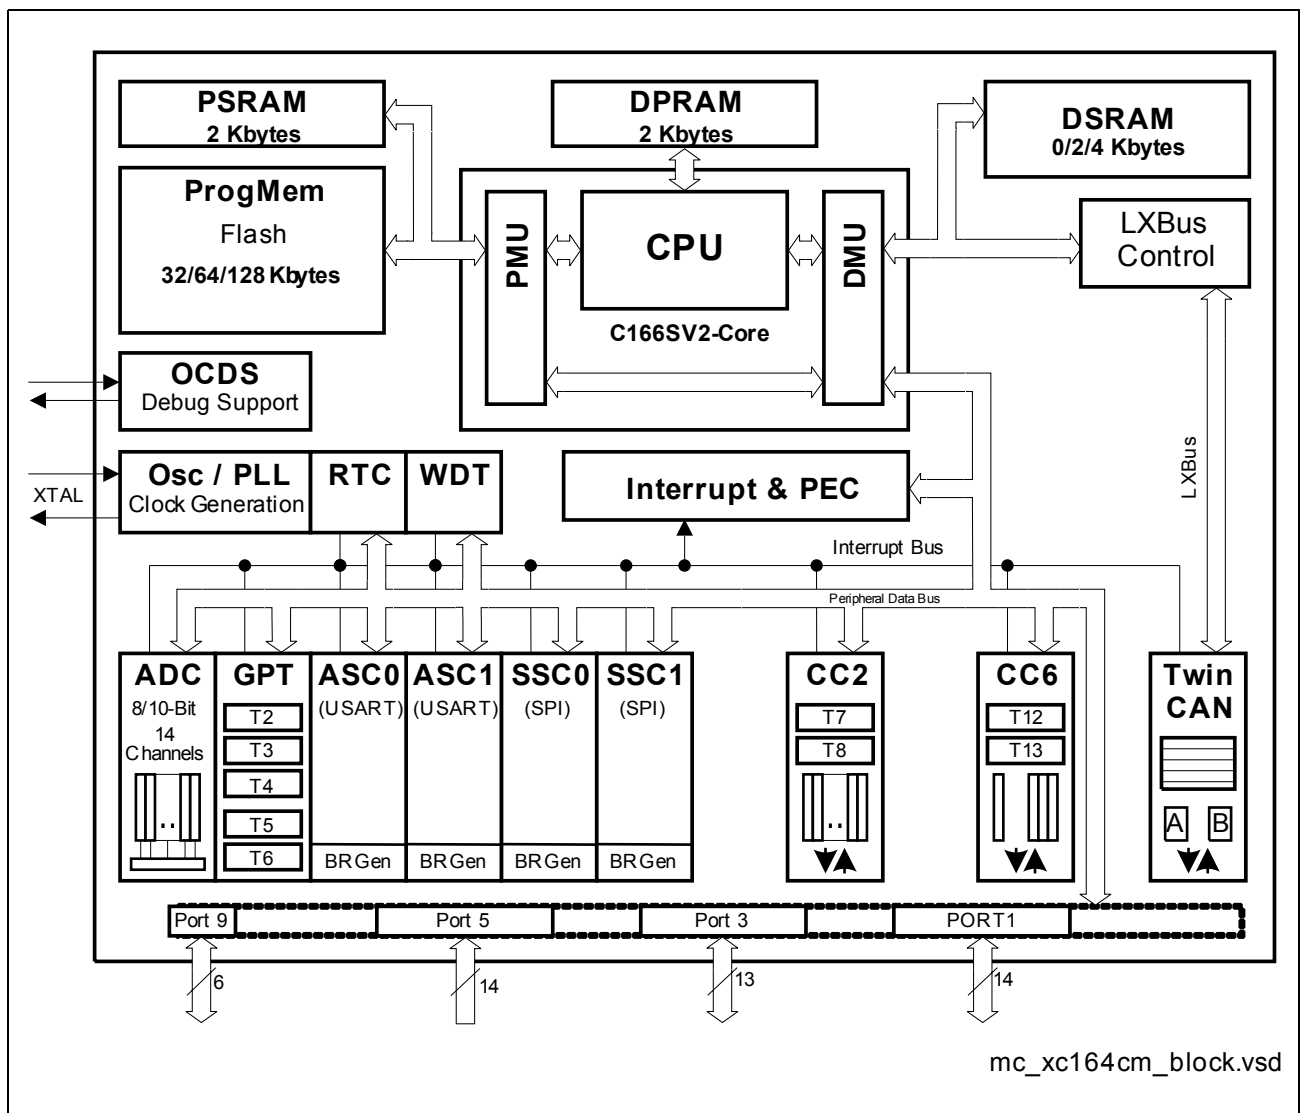 PSRAM
2 Kbytes
DPRAM
2 Kbytes
DSRAM
0/2/4 Kbytes
ProgMem
Flash
32/64/128 Kbytes
PMU
CPU
DMU
C166SV2-Core
LXBus
Control
OCDS
Debug Support
Osc / PLL
Clock Generation
RTC
WDT
XTAL
Interrupt & PEC
LXBus
Interrupt Bus
Peripheral Data Bus
ADC
8/10-Bit
14
Channels
GPT
T2
T3
T4
T5
T6
ASC0
(USART)
BRGen
ASC1
(USART)
BRGen
SSC0
(SPI)
BRGen
SSC1
(SPI)
BRGen
CC2
T7
T8
CC6
T12
T13
Twin
CAN
A
B
Port 9
Port 5
Port 3
PORT1
6
14
13
14
mc_xc164cm_block.vsd